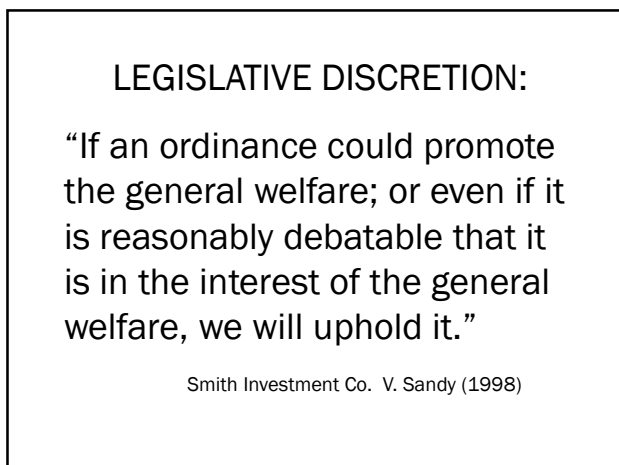 LEGISLATIVE DISCRETION:
“If an ordinance could promote
the general welfare; or even if it
is reasonably debatable that it
is in the interest of the general
welfare, we will uphold it.”
Smith Investment Co.  V. Sandy (1998)